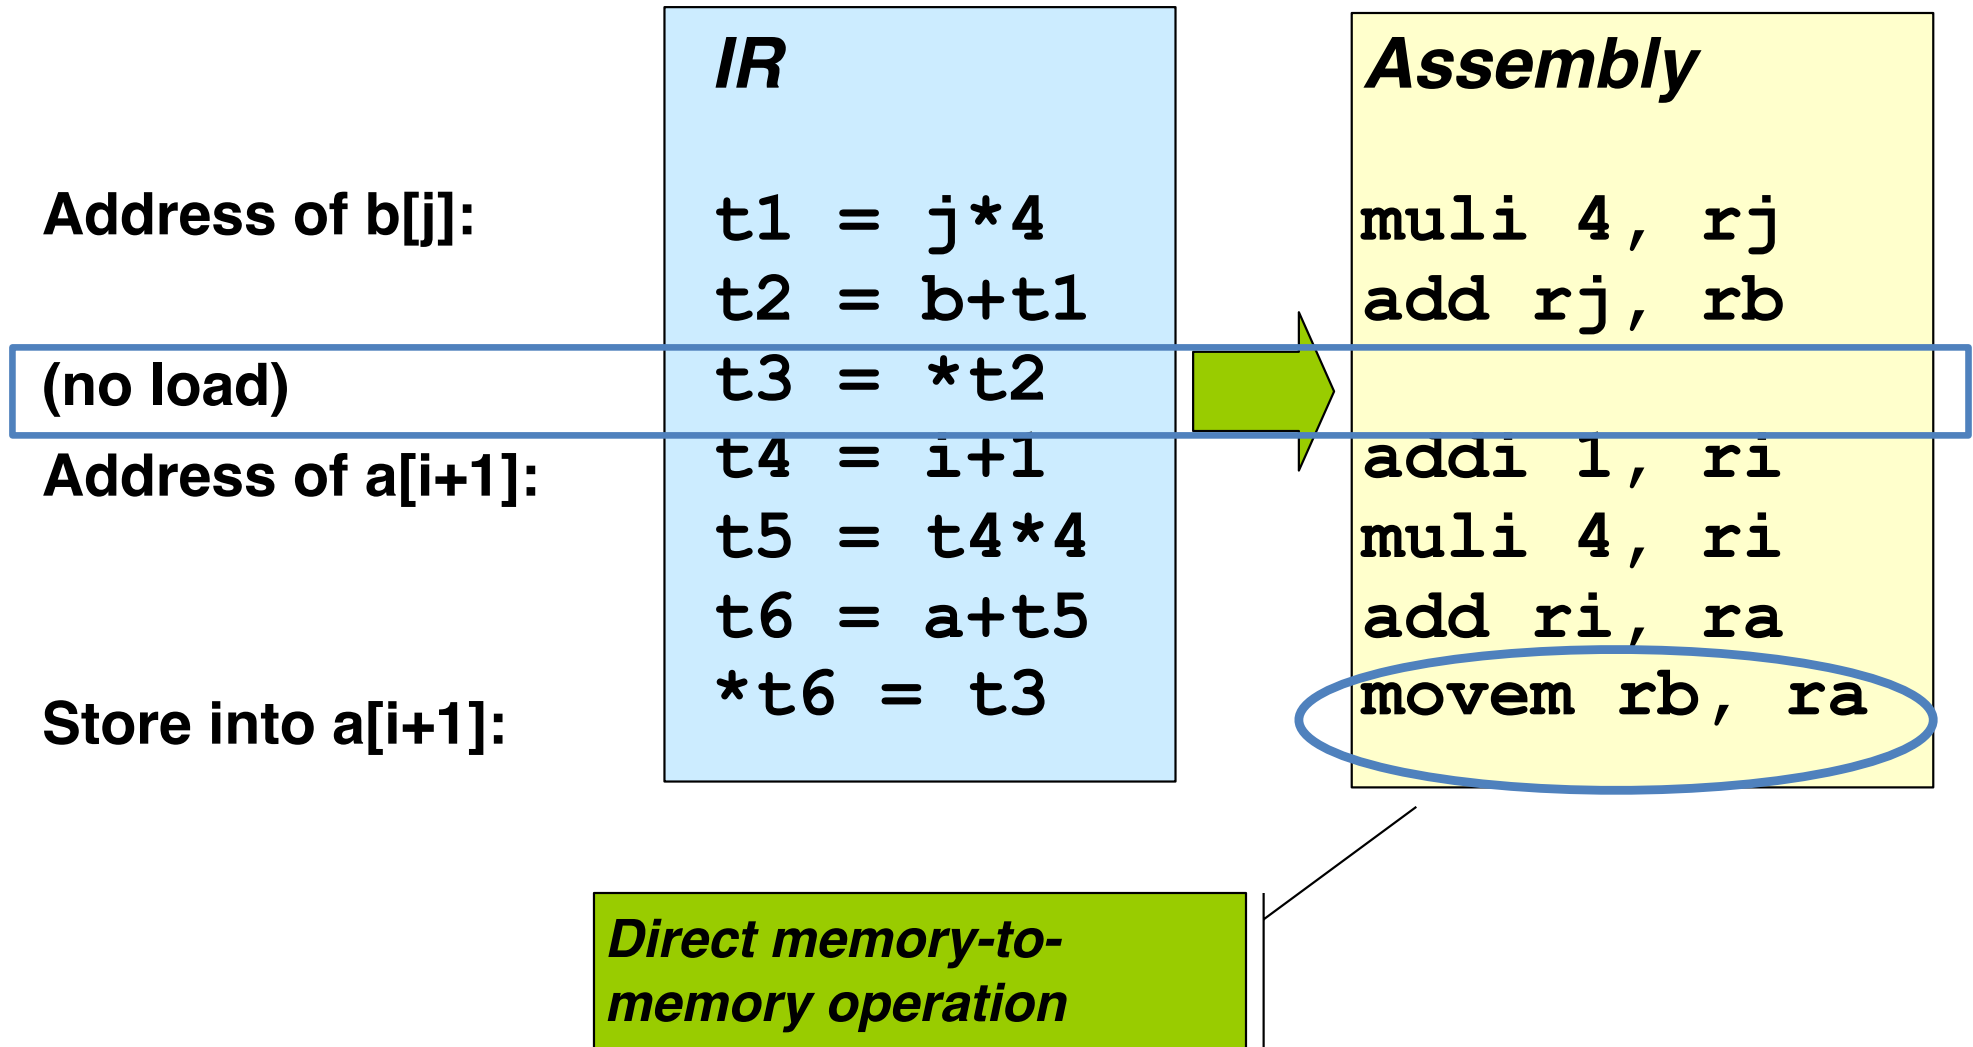 IR
Assembly
Address of b[j]:
t1 = j*4
muli 4, rj
t2 = b+t1
add rj, rb
(no load)
t3 = *t2
Address of a[i+1]:
t4 = i+1
addi 1, ri
t5 = t4*4
muli 4, ri
t6 = a+t5
add ri, ra
Store into a[i+1]:
*t6 = t3
movem rb, ra
Direct memory-to-
memory operation